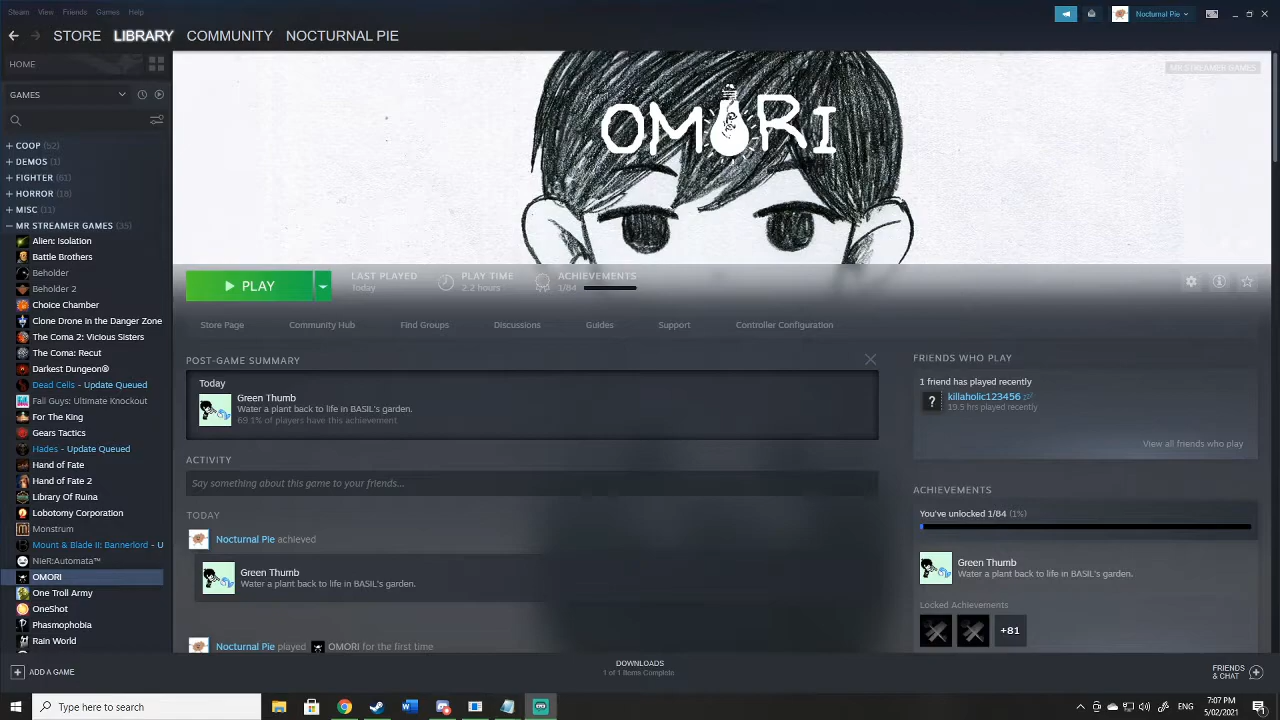 Steam View Friends Games Help
Nocturnal Pie
STORE LIBRARY COMMUNITY NOCTURNAL PIE
HOME
GAMES
COOP (52)
DEMOS (1)
FIGHTER (61)
HORROR (18)
MISC (11)
MR STREAMER GAMES (35)
Alien: Isolation
Battle Brothers
Beholder
Beholder 2
Choice Chamber
Clone Drone in the Danger Zone
The Coma 2: Vicious Sisters
The Coma: Recut
Darkest Dungeon®
Dead Cells - Update Queued
Fall Guys: Ultimate Knockout
For The King
Gears Tactics
Hades - Update Queued
Hand of Fate
Hand of Fate 2
Library Of Ruina
Lobotomy Corporation
Monstrum
Mount & Blade II: Bannerlord - U
NieR:Automata™
OMORI
One Troll Army
OneShot
Phasmophobia
Rain World
ADD A GAME
MR STREAMER GAMES
OMORI
PLAY
LAST PLAYED
Today
PLAY TIME
2.2 hours
ACHIEVEMENTS
1/84
Store Page Community Hub Find Groups Discussions Guides Support Controller Configuration
POST-GAME SUMMARY
Today
Green Thumb
Water a plant back to life in BASIL's garden.
69.1% of players have this achievement
ACTIVITY
Say something about this game to your friends...
TODAY
Nocturnal Pie achieved
Green Thumb
Water a plant back to life in BASIL's garden.
Nocturnal Pie played OMORI for the first time
FRIENDS WHO PLAY
1 friend has played recently
killaholic123456
19.5 hrs played recently
View all friends who play
ACHIEVEMENTS
You've unlocked 1/84 (1%)
Green Thumb
Water a plant back to life in BASIL's garden.
Locked Achievements
+81
DOWNLOADS
1 of 1 Items Complete
FRIENDS
& CHAT
Type here to search
ENG
7:07 PM
5/02/2021